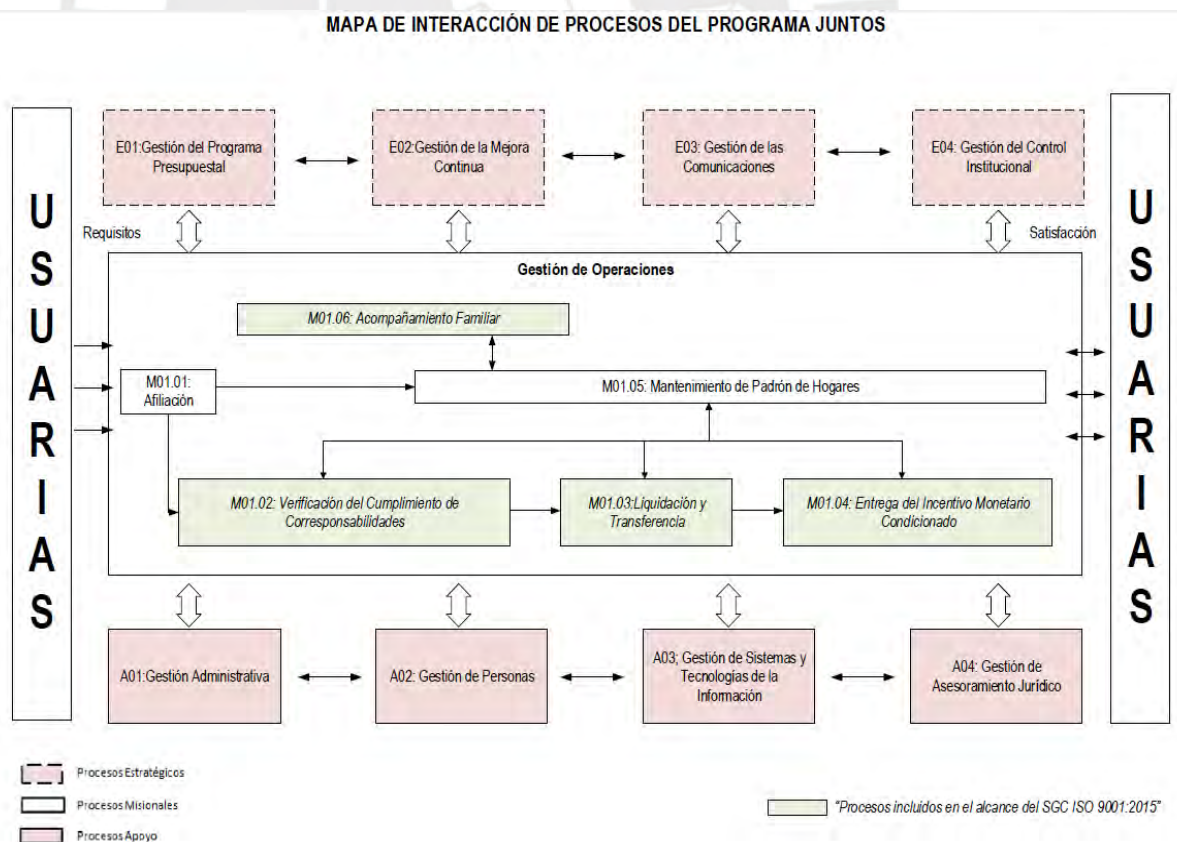 MAPA DE INTERACCIÓN DE PROCESOS DEL PROGRAMA JUNTOS
USUARIAS
E01:Gestión del Programa
Presupuestal
E02:Gestión de la Mejora
Continua
E03: Gestión de las
Comunicaciones
E04: Gestión del Control
Institucional
USUARIAS
Requisitos
Satisfacción
Gestión de Operaciones
M01.06: Acompañamiento Familiar
M01.01:
Afiliación
M01.05: Mantenimiento de Padrón de Hogares
M01.02: Verificación del Cumplimiento de
Corresponsabilidades
M01.03:Liquidación y
Transferencia
M01.04: Entrega del Incentivo Monetario
Condicionado
A01:Gestión Administrativa
A02: Gestión de Personas
A03; Gestión de Sistemas y
Tecnologías de la
Información
A04: Gestión de
Asesoramiento Jurídico
Procesos Estratégicos
Procesos Misionales
Procesos Apoyo
"Procesos incluidos en el alcance del SGC ISO 9001:2015"